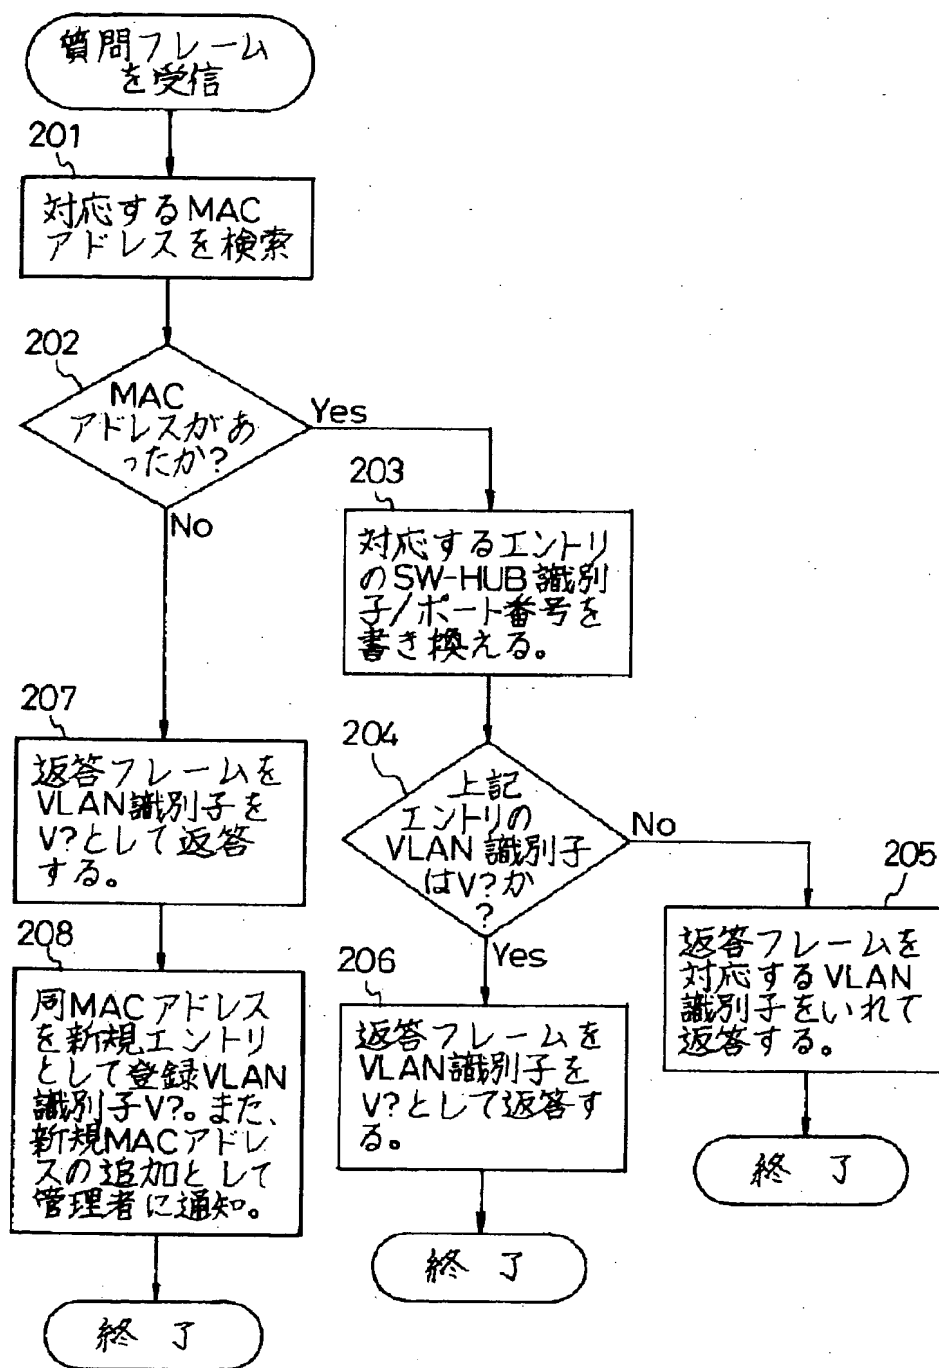 質問フレーム
を受信
201
対応するMAC
アドレスを検索
202
MAC
アドレスがあ
ったか?
Yes
No
203
対応するエントリ
のSW-HUB識別
子/ポート番号を
書き換える。
204
上記
エントリの
VLAN識別子
はV?か
?
No
Yes
205
返答フレームを
対応するVLAN
識別子をいれて
返答する。
終了
206
返答フレームを
VLAN識別子を
V?として返答す
る。
終了
207
返答フレームを
VLAN識別子を
V?として返答
する。
208
同MACアドレス
を新規エントリ
として登録VLAN
識別子V?。また、
新規MACアドレ
スの追加として
管理者に通知。
終了